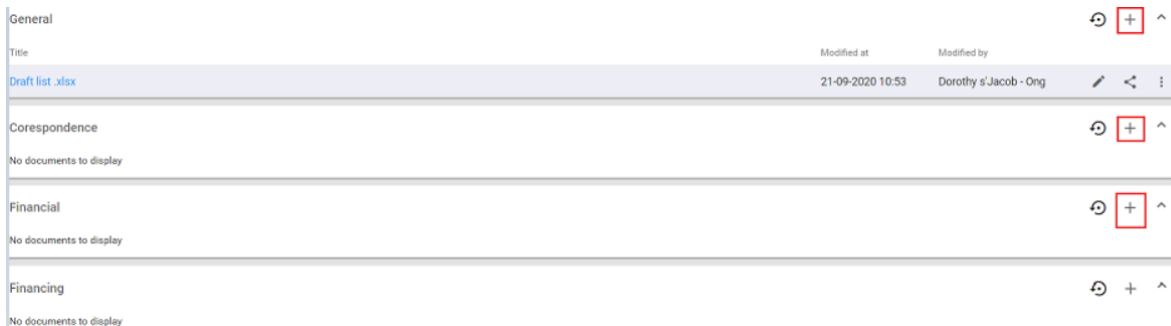 General
Title Modified at Modified by
Draft list .xlsx 21-09-2020 10:53 Dorothy s'Jacob - Ong
Corespondence
No documents to display
Financial
No documents to display
Financing
No documents to display